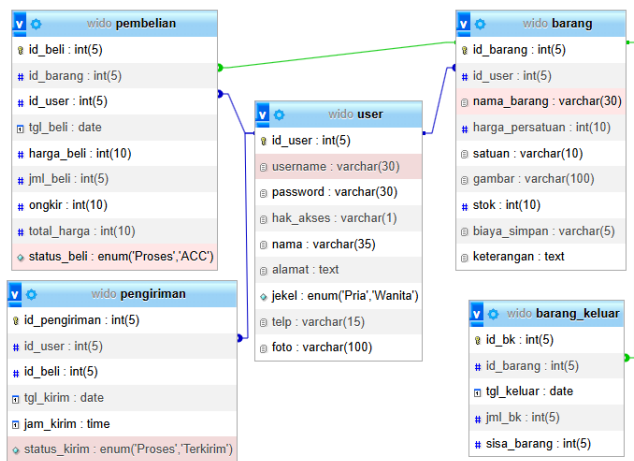 wido pembelian
id_beli : int(5)
id_barang : int(5)
id_user : int(5)
tgl_beli : date
harga_beli : int(10)
jml_beli : int(5)
ongkir : int(10)
total_harga : int(10)
status_beli : enum('Proses','ACC')
wido pengiriman
id_pengiriman : int(5)
id_user : int(5)
id_beli : int(5)
tgl_kirim : date
jam_kirim : time
status_kirim : enum('Proses','Terkirim')
wido user
id_user : int(5)
username : varchar(30)
password : varchar(30)
hak_akses : varchar(1)
nama : varchar(35)
alamat : text
jekel : enum('Pria','Wanita')
telp : varchar(15)
foto : varchar(100)
wido barang
id_barang : int(5)
id_user : int(5)
nama_barang : varchar(30)
harga_persatuan : int(10)
satuan : varchar(10)
gambar : varchar(100)
stok : int(10)
biaya_simpan : varchar(5)
keterangan : text
wido barang_keluar
id_bk : int(5)
id_barang : int(5)
tgl_keluar : date
jml_bk : int(5)
sisa_barang : int(5)